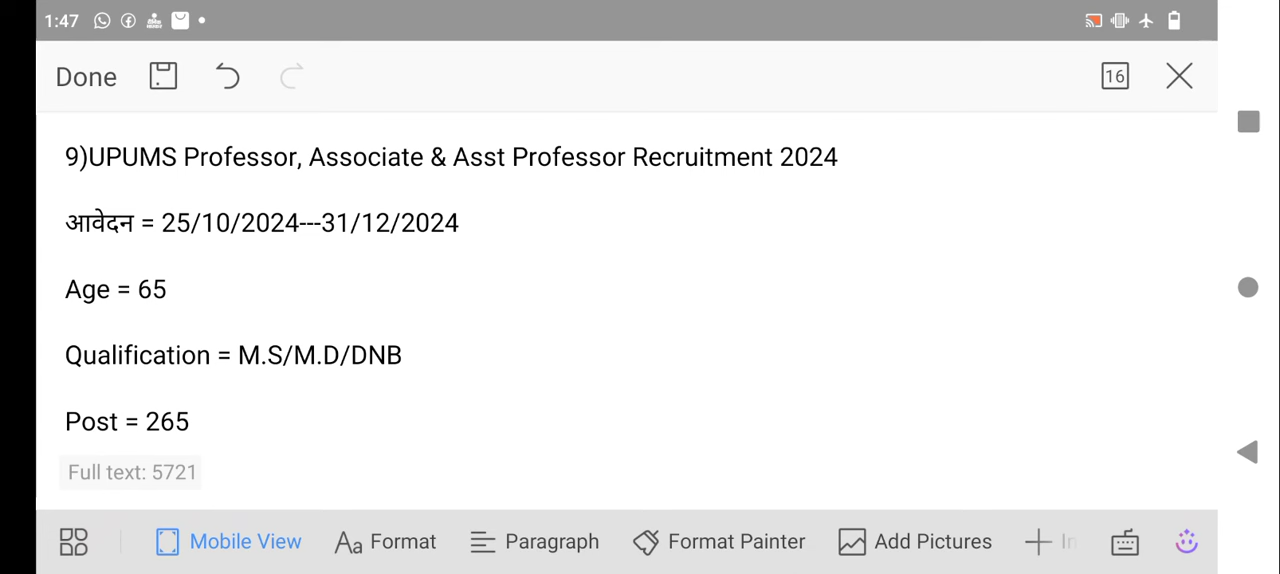 1:47
Done
16
9)UPUMS Professor, Associate & Asst Professor Recruitment 2024
आवेदन = 25/10/2024---31/12/2024
Age = 65
Qualification = M.S/M.D/DNB
Post = 265
Full text: 5721
Mobile View Aa Format Paragraph Format Painter Add Pictures